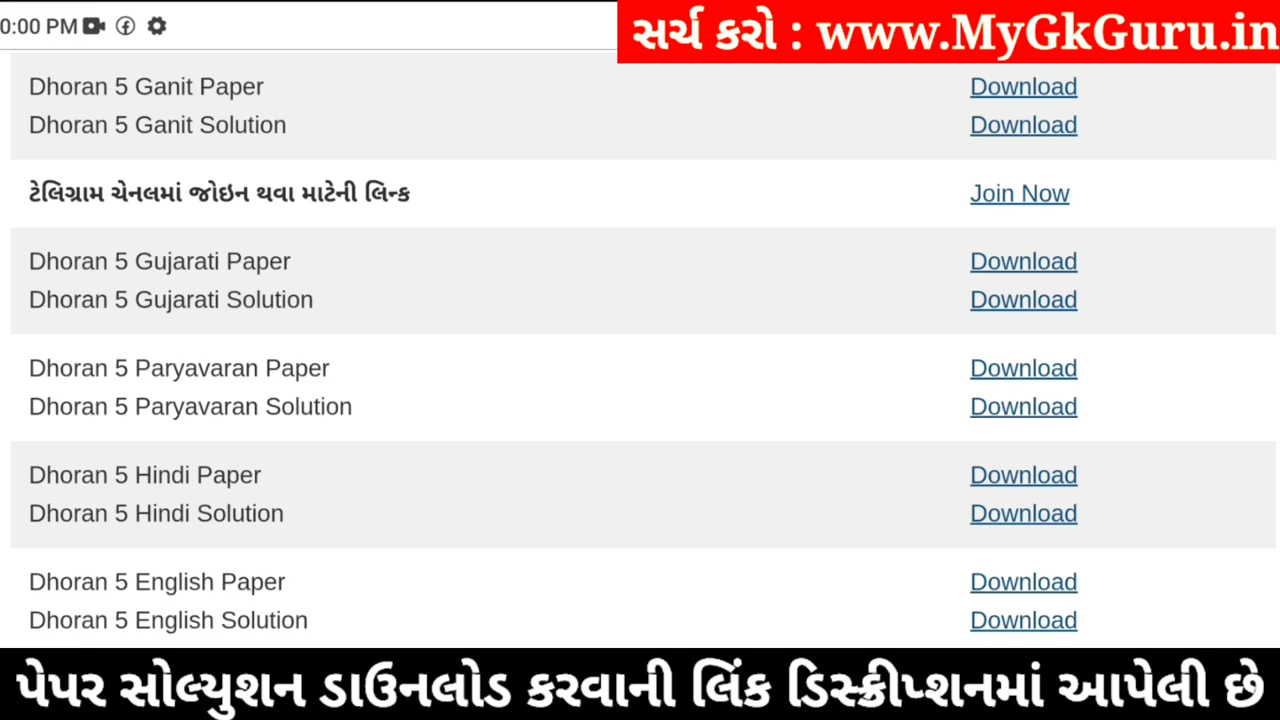 0:00 PM
સર્ચ કરો : www.MyGkGuru.in
Dhoran 5 Ganit Paper Download
Dhoran 5 Ganit Solution Download
ટેલિગ્રામ ચેનલમાં જોઇન થવા માટેની લિન્ક Join Now
Dhoran 5 Gujarati Paper Download
Dhoran 5 Gujarati Solution Download
Dhoran 5 Paryavaran Paper Download
Dhoran 5 Paryavaran Solution Download
Dhoran 5 Hindi Paper Download
Dhoran 5 Hindi Solution Download
Dhoran 5 English Paper Download
Dhoran 5 English Solution Download
પેપર સોલ્યુશન ડાઉનલોડ કરવાની લિંક ડિસ્ક્રીપ્શનમાં આપેલી છે